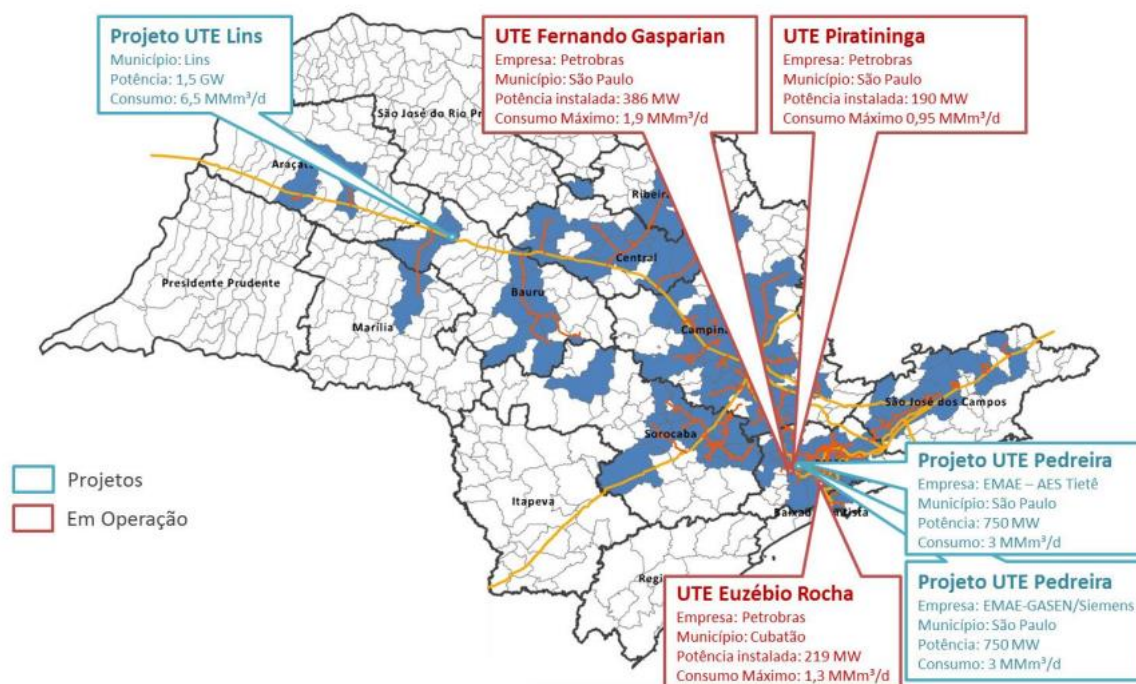 Projeto UTE Lins
Município: Lins
Potência: 1,5 GW
Consumo: 6,5 MMm³/d
UTE Fernando Gasparian
Empresa: Petrobras
Município: São Paulo
Potência instalada: 386 MW
Consumo Máximo: 1,9 MMm³/d
UTE Piratininga
Empresa: Petrobras
Município: São Paulo
Potência instalada: 190 MW
Consumo Máximo 0,95 MMm³/d
São José do Rio
Central
Presidente Prudente
Bauru
Marília
São José dos Campos
Sorocaba
Itapeva
Projetos
Em Operação
Projeto UTE Pedreira
Empresa: EMAE – AES Tietê
Município: São Paulo
Potência: 750 MW
Consumo: 3 MMm³/d
Projeto UTE Pedreira
Empresa: EMAE-GASEN/Siemens
Município: São Paulo
Potência: 750 MW
Consumo: 3 MMm³/d
UTE Euzébio Rocha
Empresa: Petrobras
Município: Cubatão
Potência instalada: 219 MW
Consumo Máximo: 1,3 MMm³/d